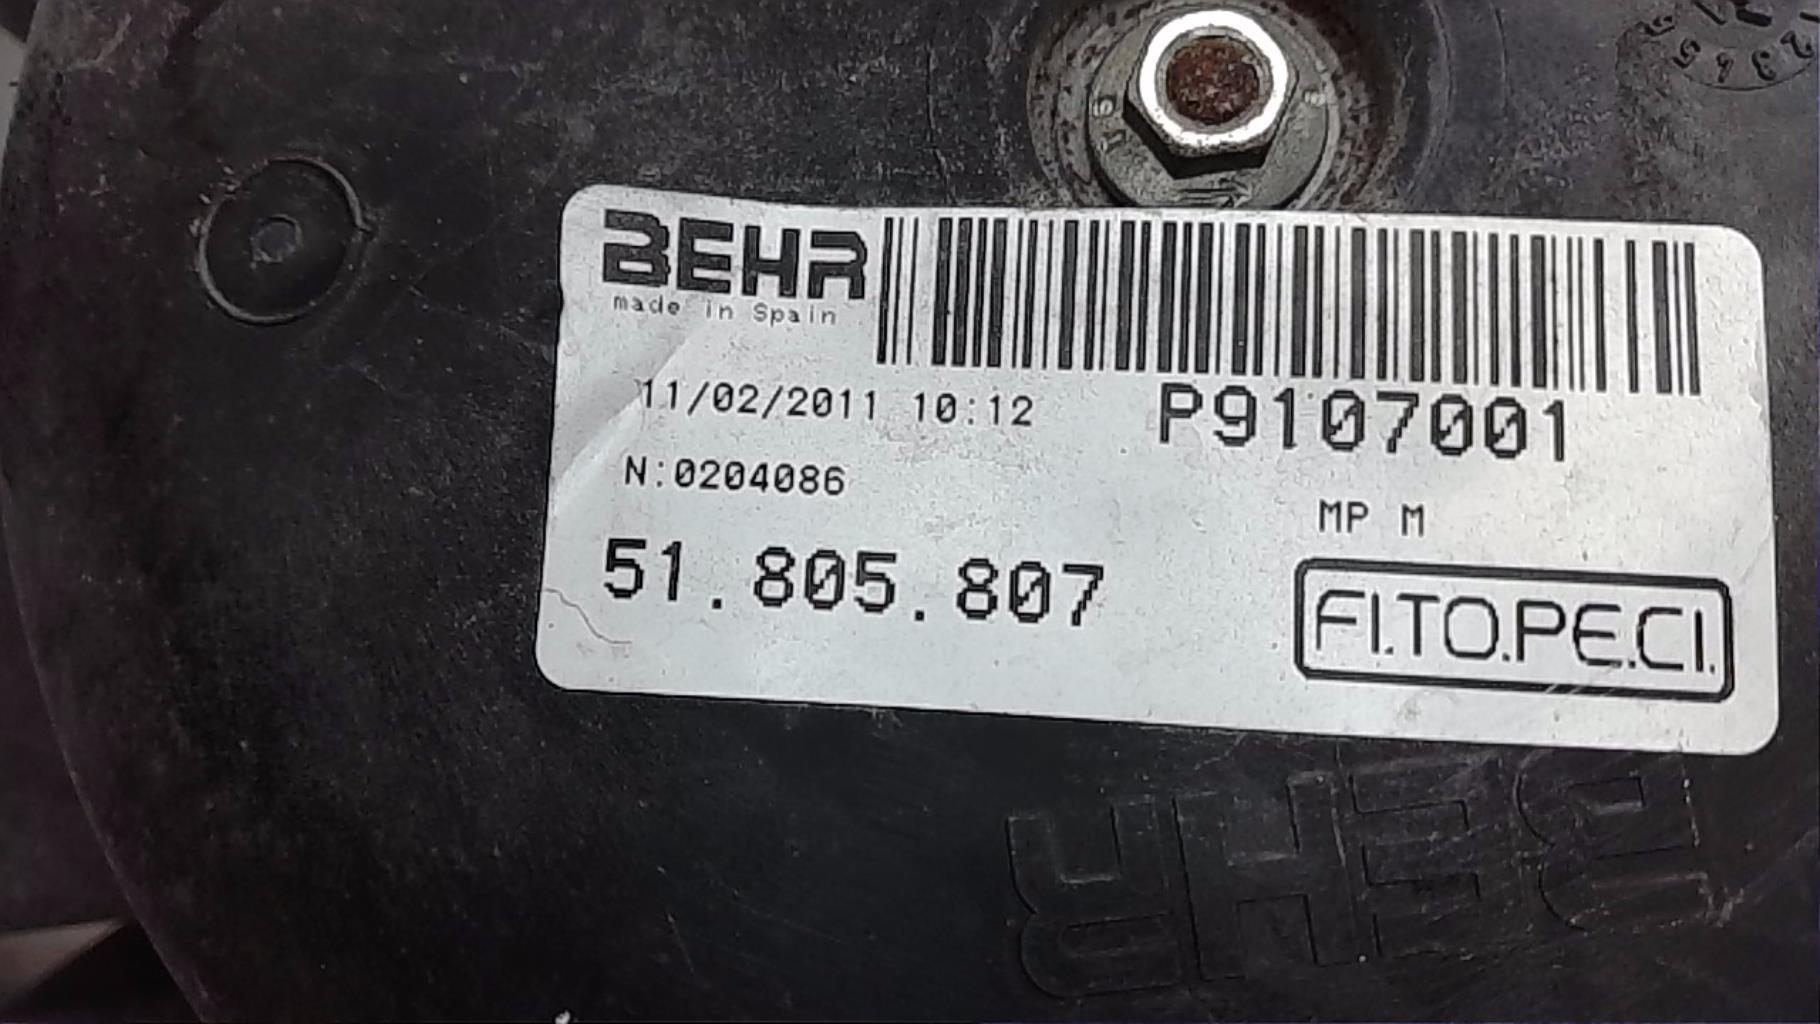 BEHR
made in Spain
11/02/2011 10:12
P9107001
N:0204086
MP M
51.805.807
FI.TO.PE.CI.
BEHR